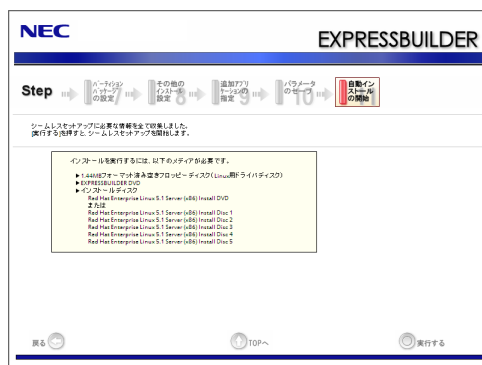 NEC
EXPRESSBUILDER
Step
パーティション
パッケージ
の設定
7
その他の
インストール
設定
8
追加アプリ
ケーションの
指定
9
パラメータ
のセーブ
10
自動イン
ストール
の開始
11
シームレスセットアップに必要な情報を全て収集しました。
[実行する]を押すと、シームレスセットアップを開始します。
インストールを実行するには、以下のメディアが必要です。
▶ 1.44MBフォーマット済み空きフロッピーディスク(Linux用ドライバディスク)
▶ EXPRESSBUILDER DVD
▶ インストールディスク
Red Hat Enterprise Linux 5.1 Server (x86) Install DVD
または
Red Hat Enterprise Linux 5.1 Server (x86) Install Disc 1
Red Hat Enterprise Linux 5.1 Server (x86) Install Disc 2
Red Hat Enterprise Linux 5.1 Server (x86) Install Disc 3
Red Hat Enterprise Linux 5.1 Server (x86) Install Disc 4
Red Hat Enterprise Linux 5.1 Server (x86) Install Disc 5
戻る
TOPへ
実行する